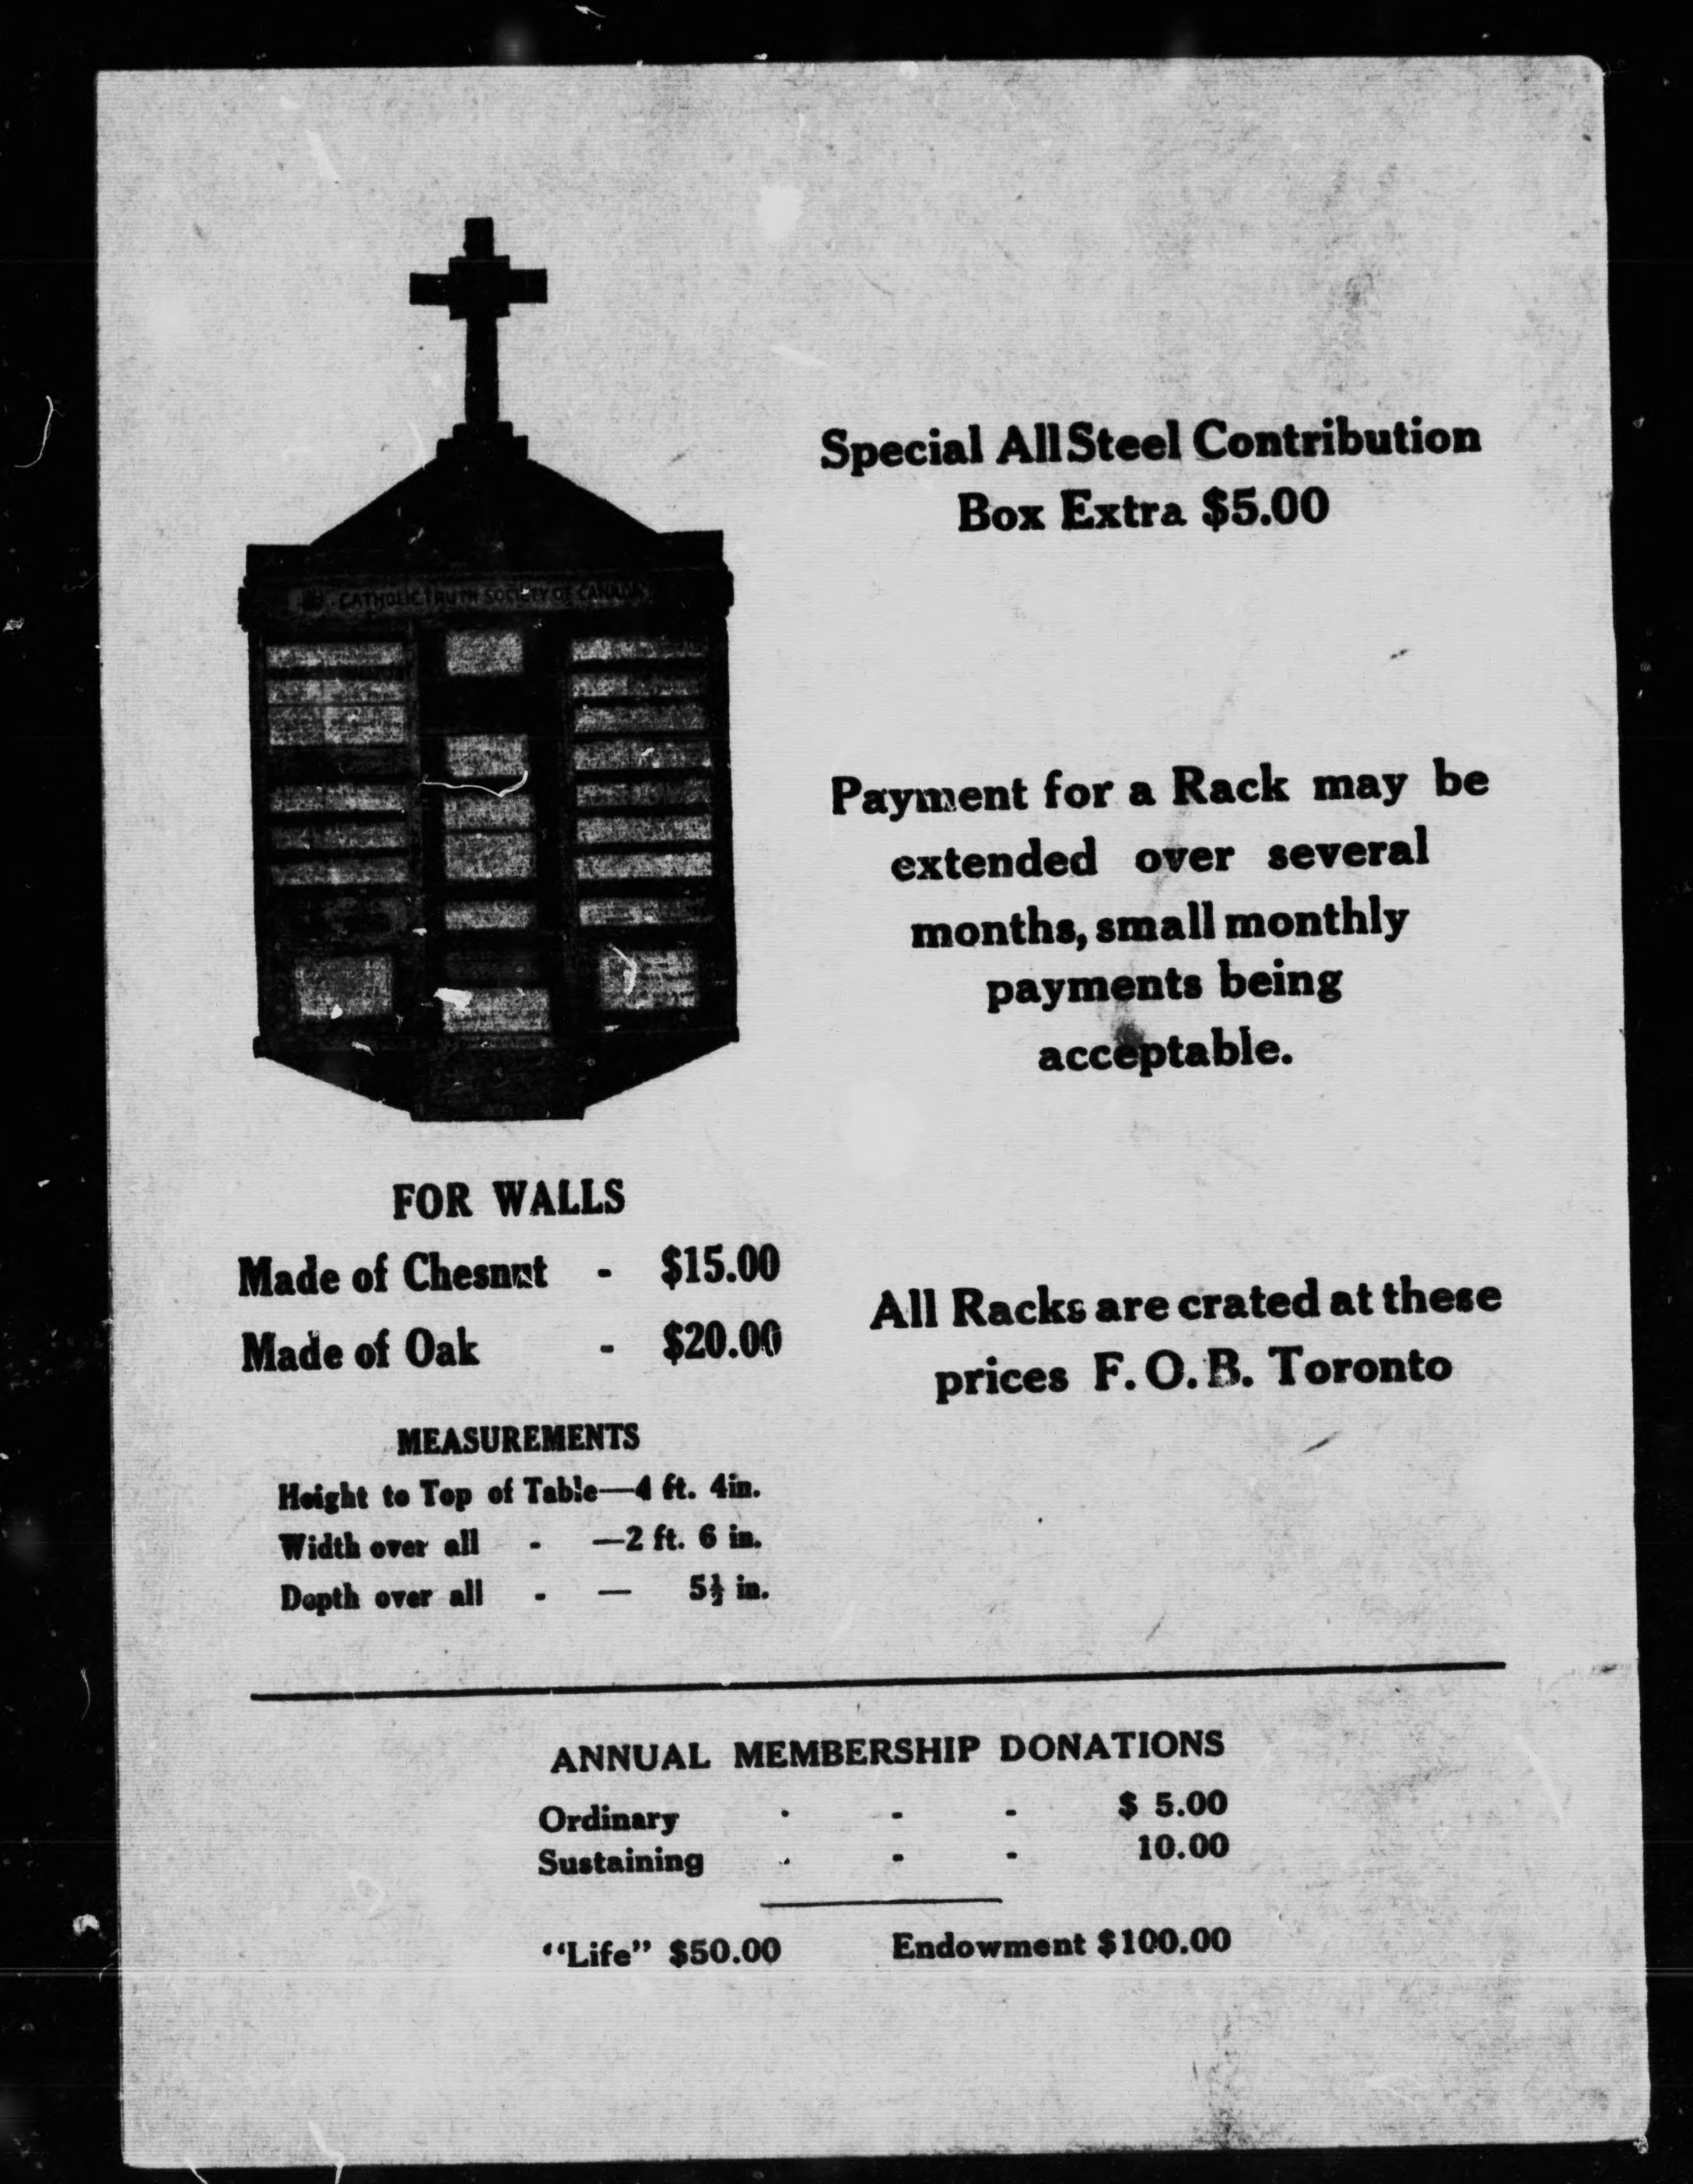 CATHOLIC TRUTH SOCIETY OF CANADA
FOR WALLS
Made of Chesnut - $15.00
Made of Oak - $20.00
MEASUREMENTS
Height to Top of Table—4 ft. 4in.
Width over all - —2 ft. 6 in.
Depth over all - — 5½ in.
Special All Steel Contribution
Box Extra $5.00
Payment for a Rack may be
extended over several
months, small monthly
payments being
acceptable.
All Racks are crated at these
prices F. O. B. Toronto
ANNUAL MEMBERSHIP DONATIONS
Ordinary - - - $ 5.00
Sustaining - - - 10.00
“Life” $50.00 Endowment $100.00